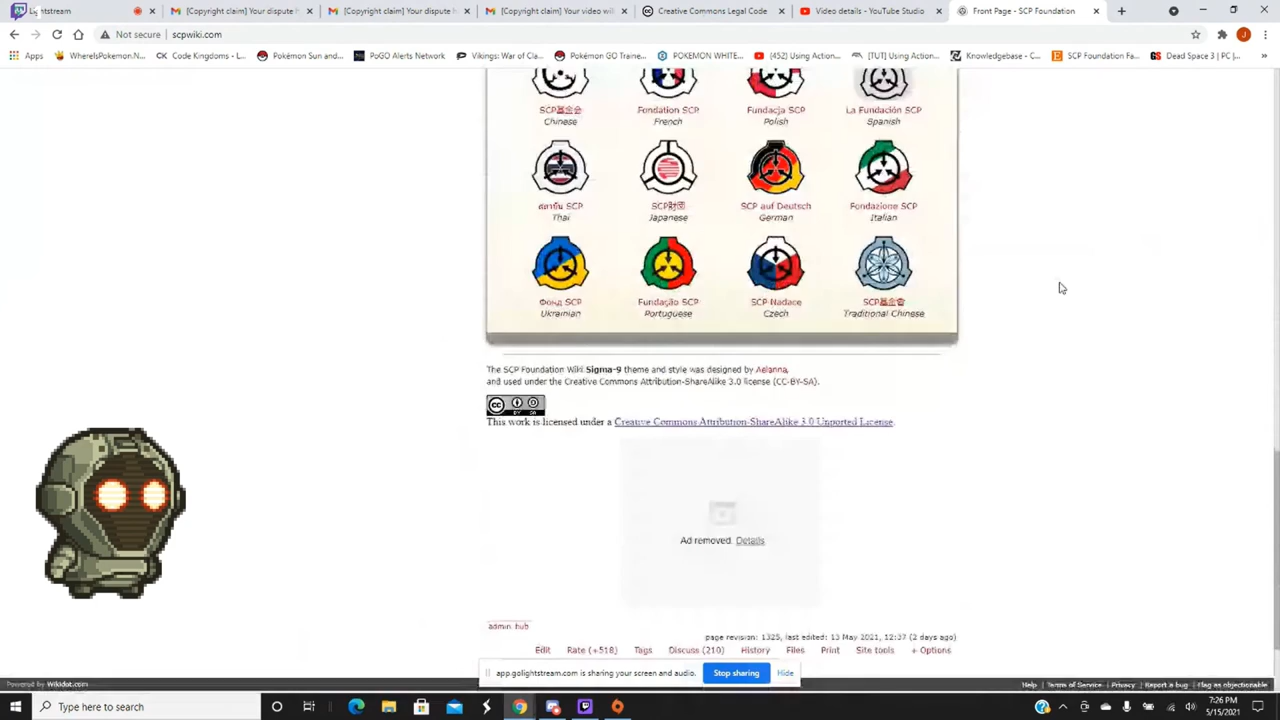 Lightstream
[Copyright claim] Your dispute h
[Copyright claim] Your dispute h
[Copyright claim] Your video wil
Creative Commons Legal Code
Video details - YouTube Studio
Front Page - SCP Foundation
Not secure | scpwiki.com
Apps
WhereIsPokemon.N...
Code Kingdoms - L...
Pokémon Sun and...
PoGO Alerts Network
Vikings: War of Cla...
Pokémon GO Traine...
POKEMON WHITE...
(452) Using Action...
[TUT] Using Action...
Knowledgebase - C...
SCP Foundation Fa...
Dead Space 3 | PC |...
SCP基金会
Chinese
Fondation SCP
French
Fundacja SCP
Polish
La Fundación SCP
Spanish
สถาบัน SCP
Thai
SCP財団
Japanese
SCP auf Deutsch
German
Fondazione SCP
Italian
Фонд SCP
Ukrainian
Fundação SCP
Portuguese
SCP Nadace
Czech
SCP基金會
Traditional Chinese
The SCP Foundation Wiki Sigma-9 theme and style was designed by Aelanna,
and used under the Creative Commons Attribution-ShareAlike 3.0 license (CC-BY-SA).
CC BY SA
This work is licensed under a Creative Commons Attribution-ShareAlike 3.0 Unported License.
Ad removed. Details
admin hub
page revision: 1325, last edited: 13 May 2021, 12:37 (2 days ago)
Edit Rate (+518) Tags Discuss (210) History Files Print Site tools + Options
app.golightstream.com is sharing your screen and audio. Stop sharing Hide
Powered by Wikidot.com
Help | Terms of Service | Privacy | Report a bug | Flag as objectionable
Type here to search
7:26 PM
5/15/2021